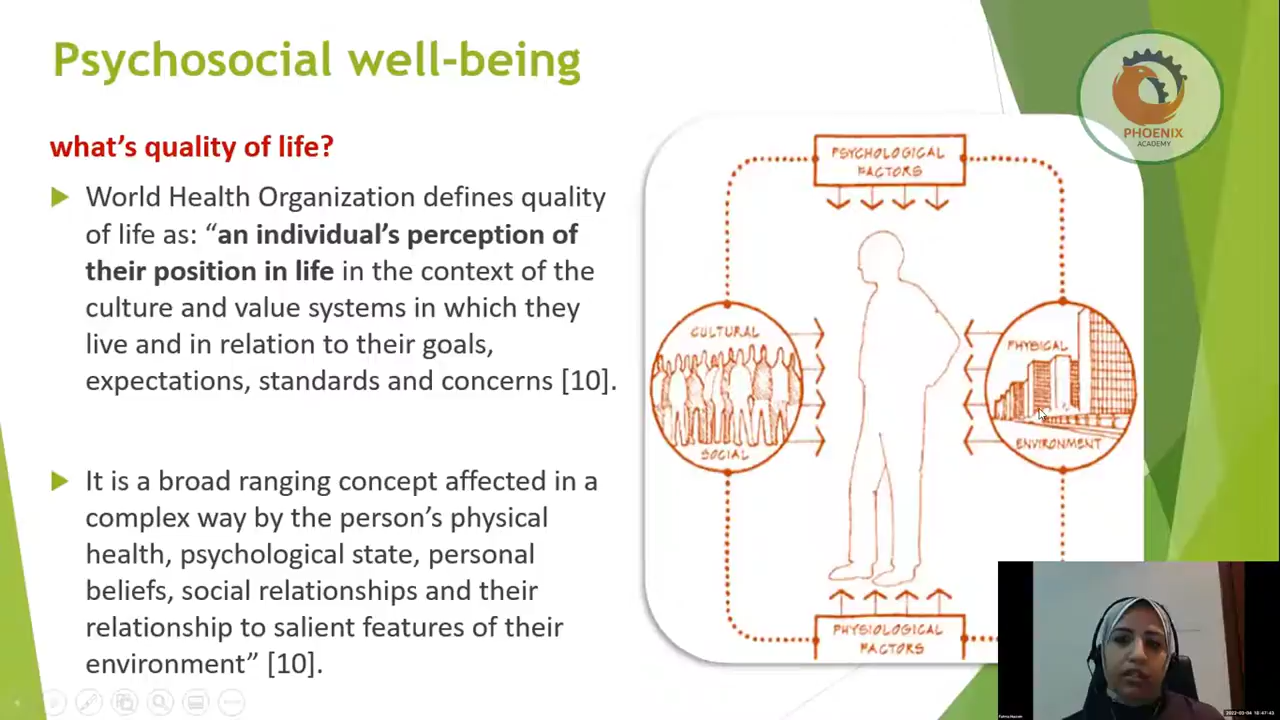 Psychosocial well-being
PHOENIX
ACADEMY
what's quality of life?
World Health Organization defines quality
of life as: “an individual's perception of
their position in life in the context of the
culture and value systems in which they
live and in relation to their goals,
expectations, standards and concerns [10].
It is a broad ranging concept affected in a
complex way by the person's physical
health, psychological state, personal
beliefs, social relationships and their
relationship to salient features of their
environment” [10].
PSYCHOLOGICAL
FACTORS
CULTURAL
SOCIAL
PHYSICAL
ENVIRONMENT
PHYSIOLOGICAL
FACTORS